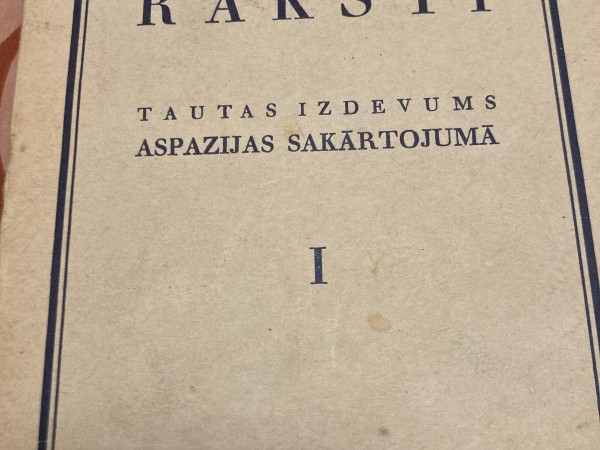 RAKSTI
TAUTAS IZDEVUMS
ASPAZIJAS SAKĀRTOJUMĀ
I